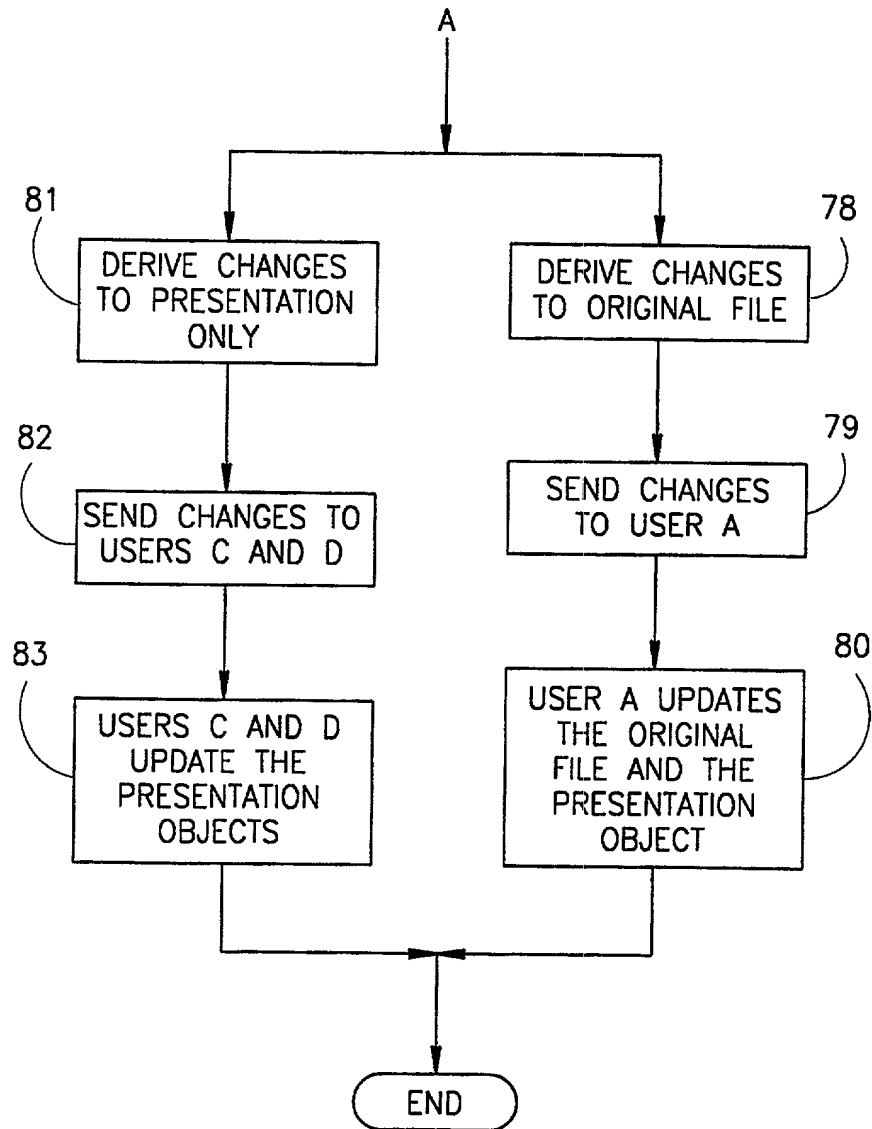 A
81
DERIVE CHANGES
TO PRESENTATION
ONLY
78
DERIVE CHANGES
TO ORIGINAL FILE
82
SEND CHANGES TO
USERS C AND D
79
SEND CHANGES
TO USER A
83
USERS C AND D
UPDATE THE
PRESENTATION
OBJECTS
80
USER A UPDATES
THE ORIGINAL
FILE AND THE
PRESENTATION
OBJECT
END